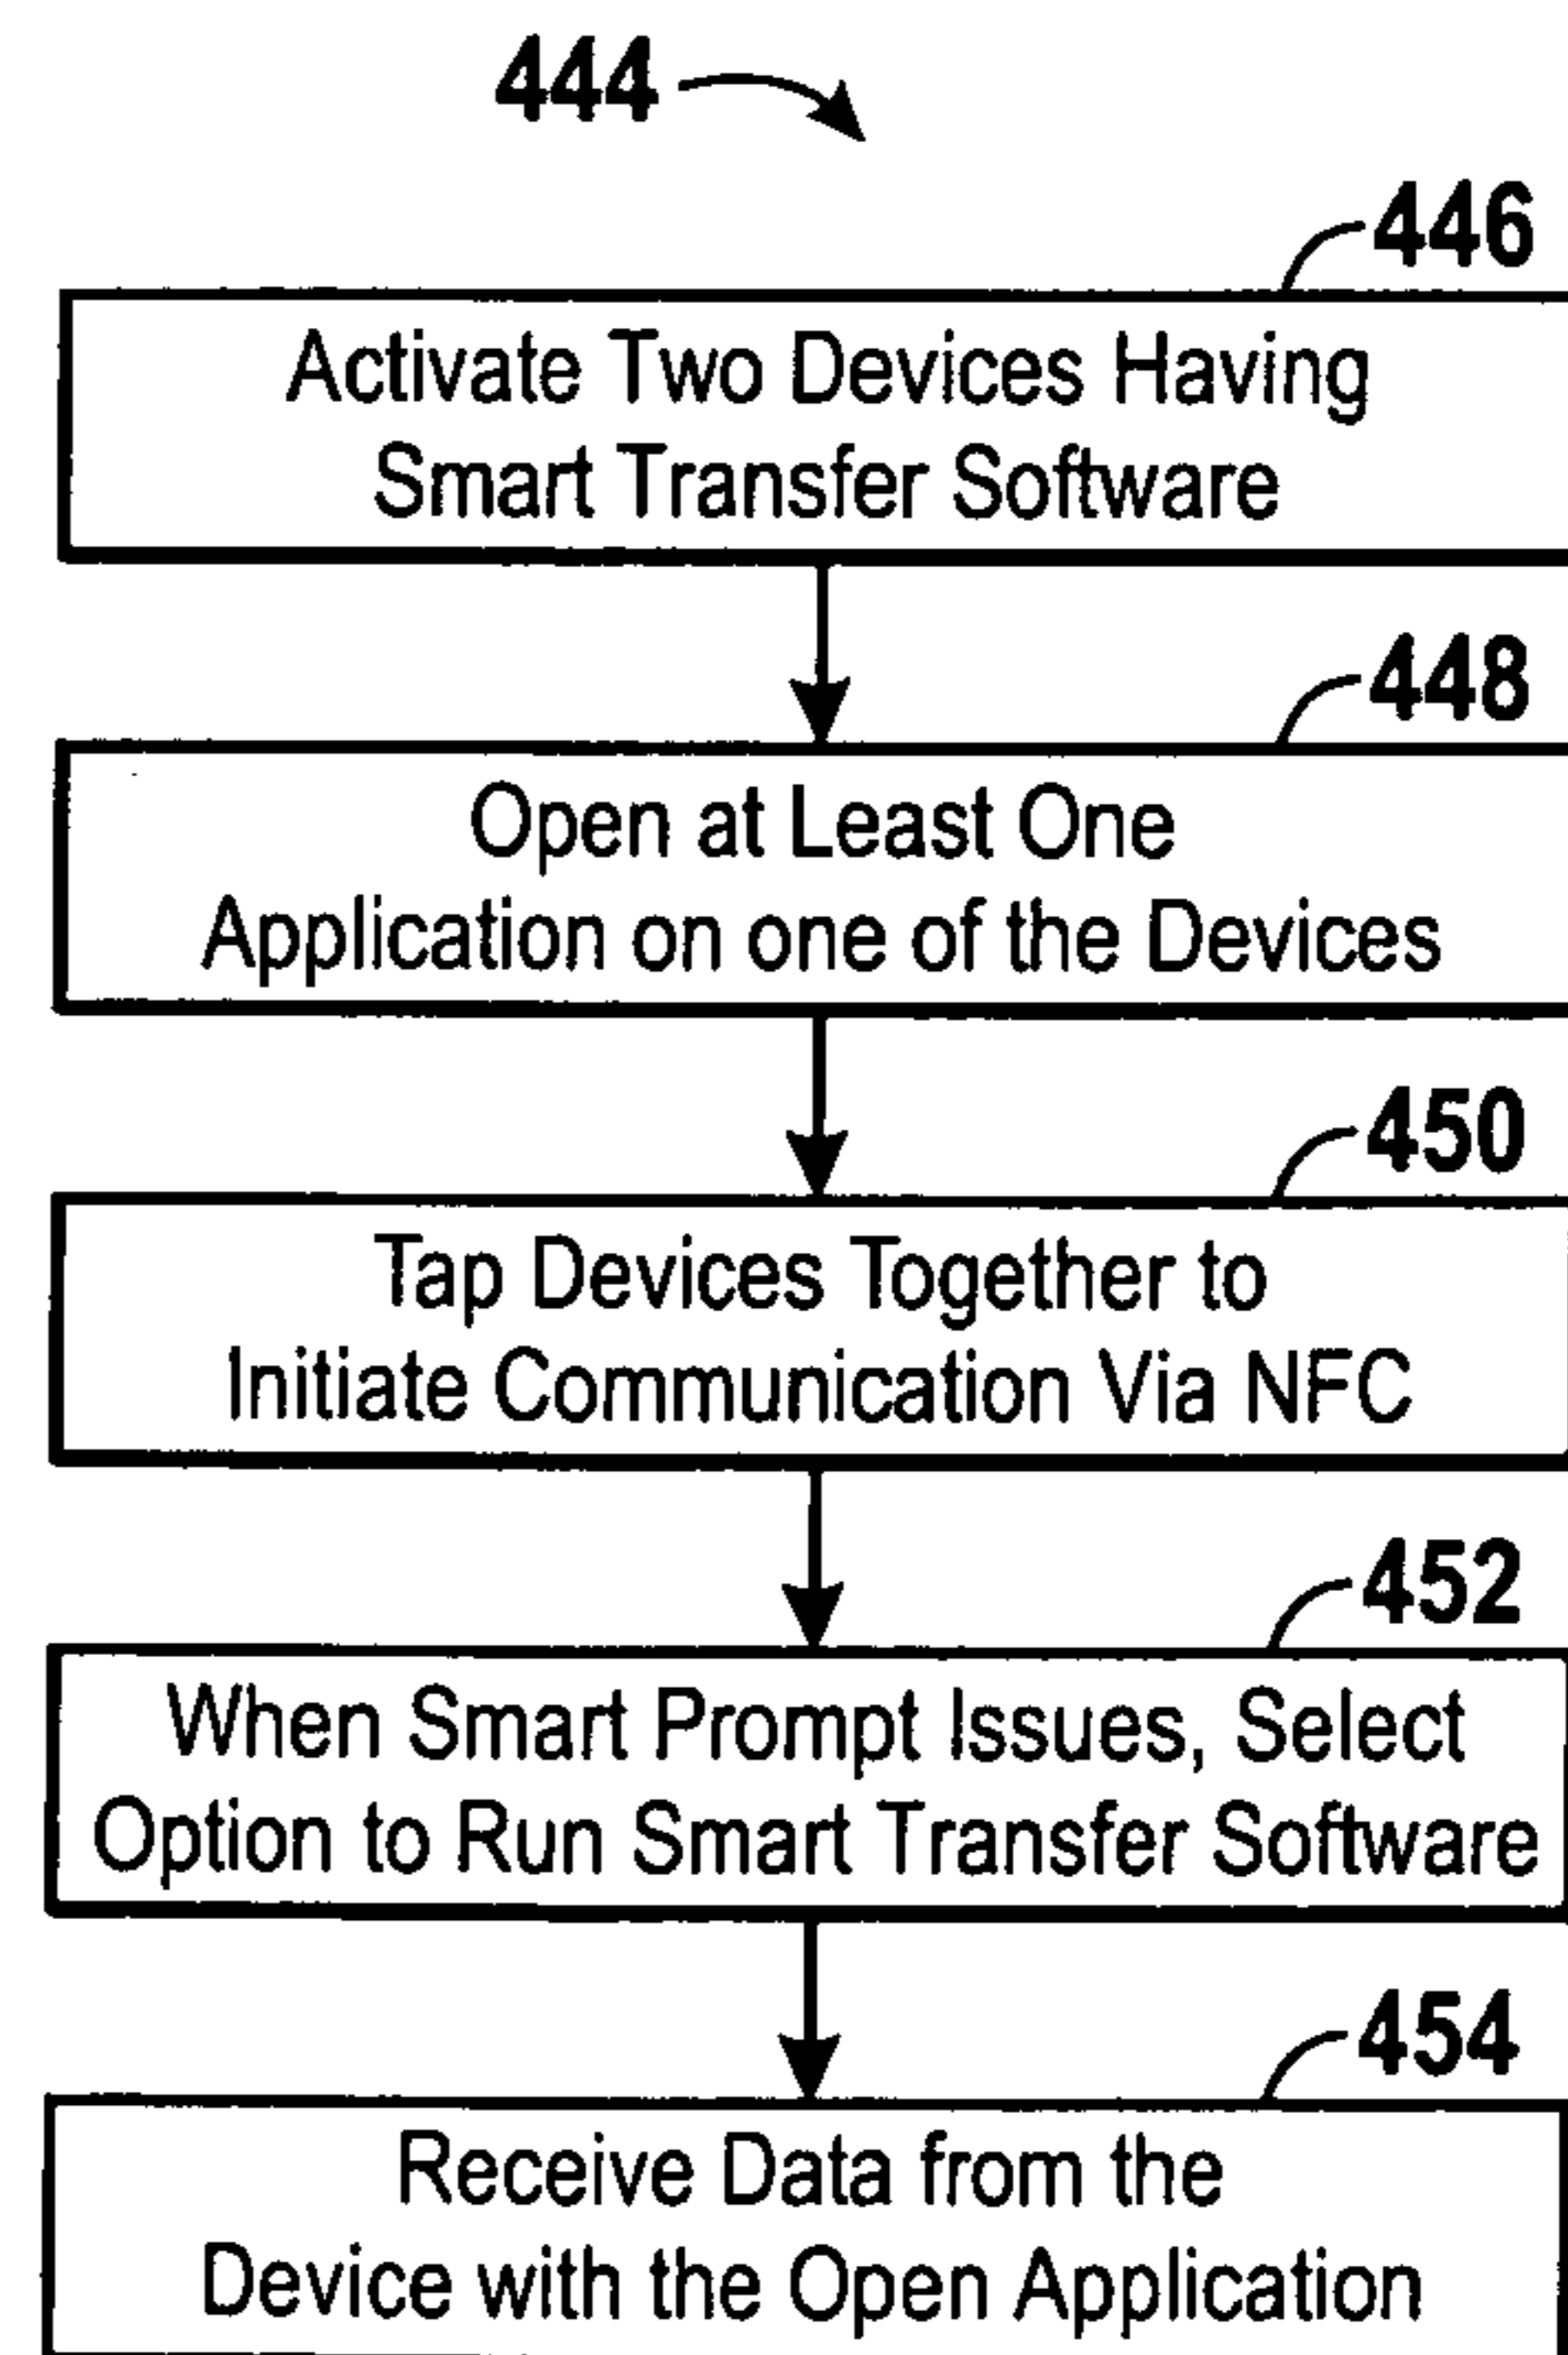 444
446
Activate Two Devices Having
Smart Transfer Software
448
Open at Least One
Application on one of the Devices
450
Tap Devices Together to
Initiate Communication Via NFC
452
When Smart Prompt Issues, Select
Option to Run Smart Transfer Software
454
Receive Data from the
Device with the Open Application